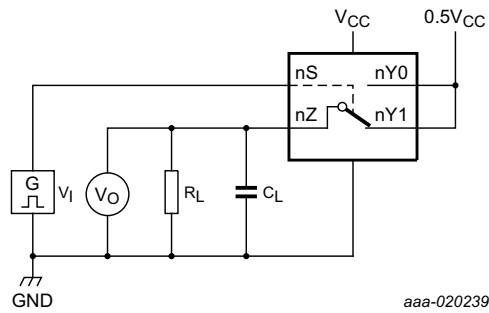 VCC 0.5VCC
nS nY0
nZ nY1
G VI VO RL CL
GND
aaa-020239